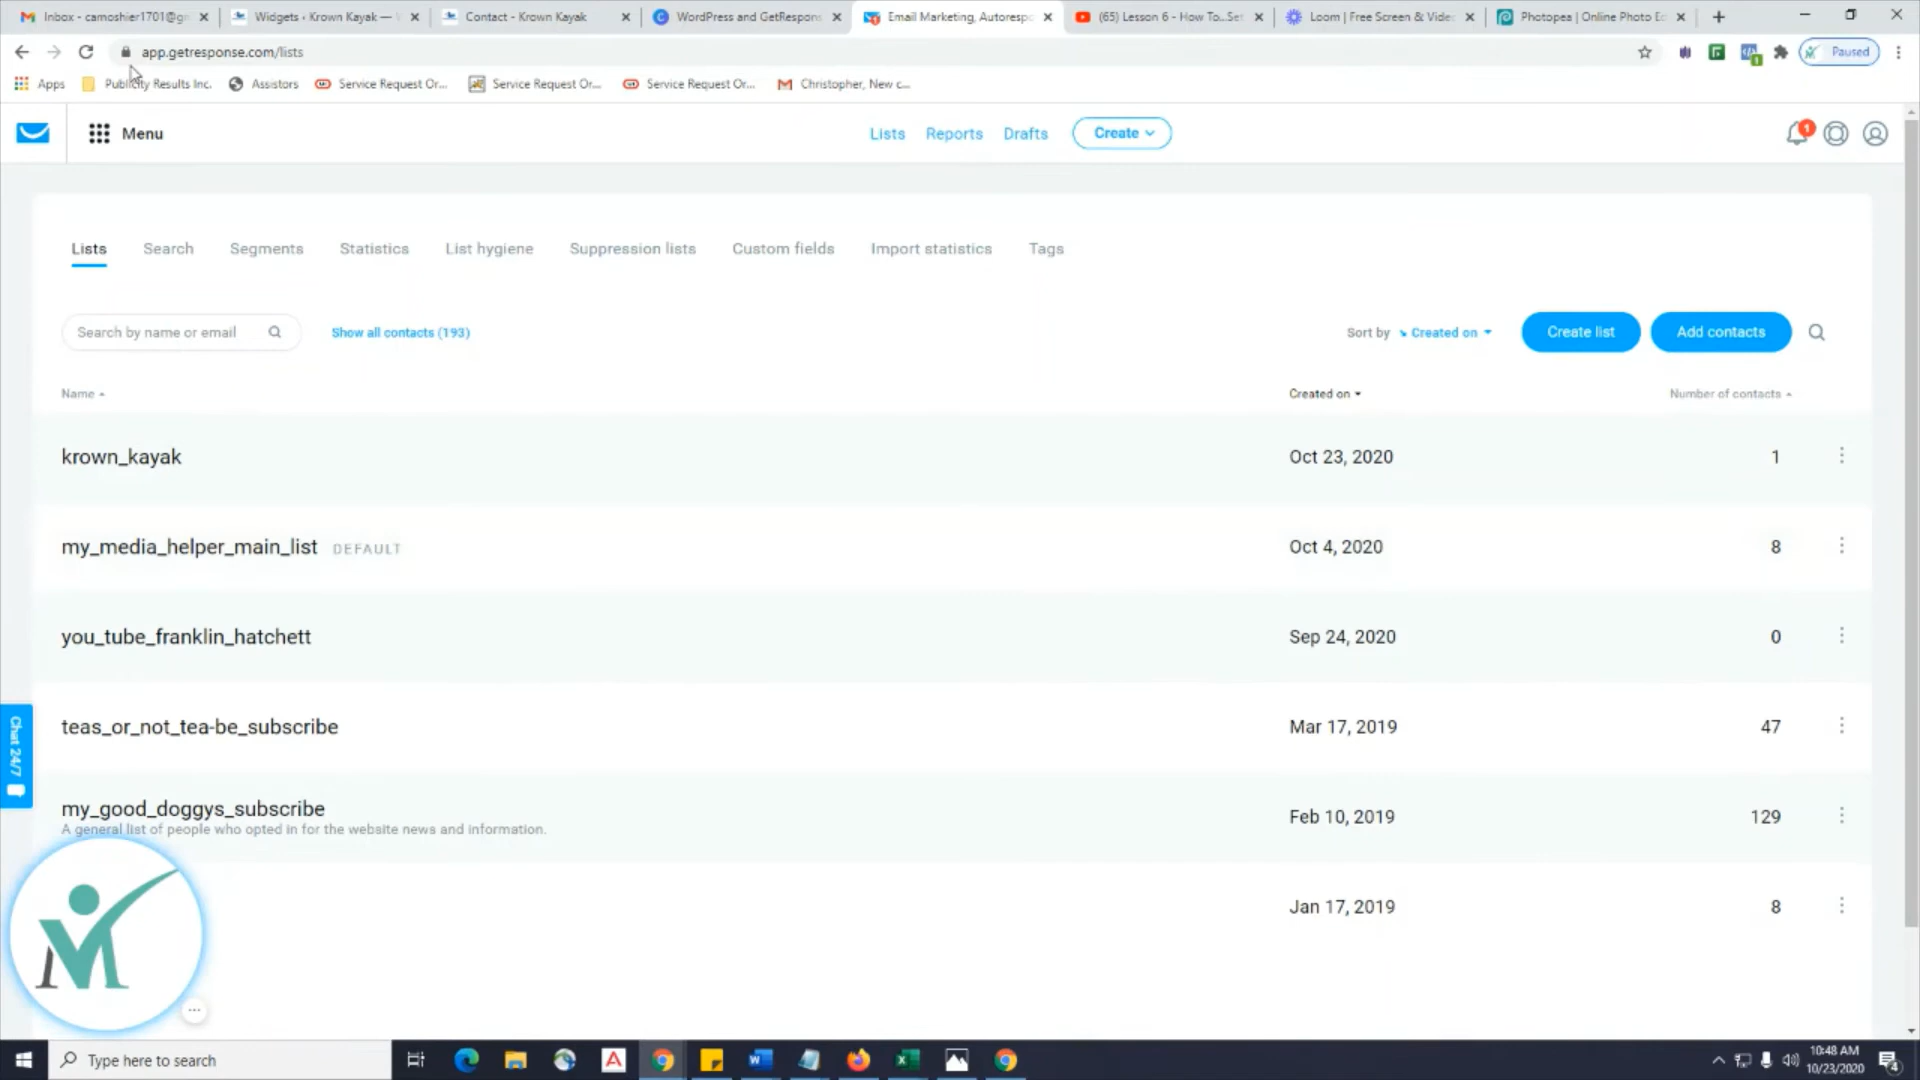 Inbox - camoshier1701@gm
Widgets ‹ Krown Kayak —
Contact - Krown Kayak
WordPress and GetRespons
Email Marketing, Autorespo
(65) Lesson 6 - How To...Set
Loom | Free Screen & Video
Photopea | Online Photo Ed
app.getresponse.com/lists
Paused
Apps
Publicity Results Inc.
Assistors
Service Request Or...
Service Request Or...
Service Request Or...
Christopher, New c...
Menu
Lists
Reports
Drafts
Create
1
Lists
Search
Segments
Statistics
List hygiene
Suppression lists
Custom fields
Import statistics
Tags
Search by name or email
Show all contacts (193)
Sort by
Created on
Create list
Add contacts
Name
Created on
Number of contacts
krown_kayak
Oct 23, 2020
1
my_media_helper_main_list
DEFAULT
Oct 4, 2020
8
you_tube_franklin_hatchett
Sep 24, 2020
0
teas_or_not_tea-be_subscribe
Mar 17, 2019
47
my_good_doggys_subscribe
A general list of people who opted in for the website news and information.
Feb 10, 2019
129
Jan 17, 2019
8
Chat 24/7
Type here to search
10:48 AM
10/23/2020
4